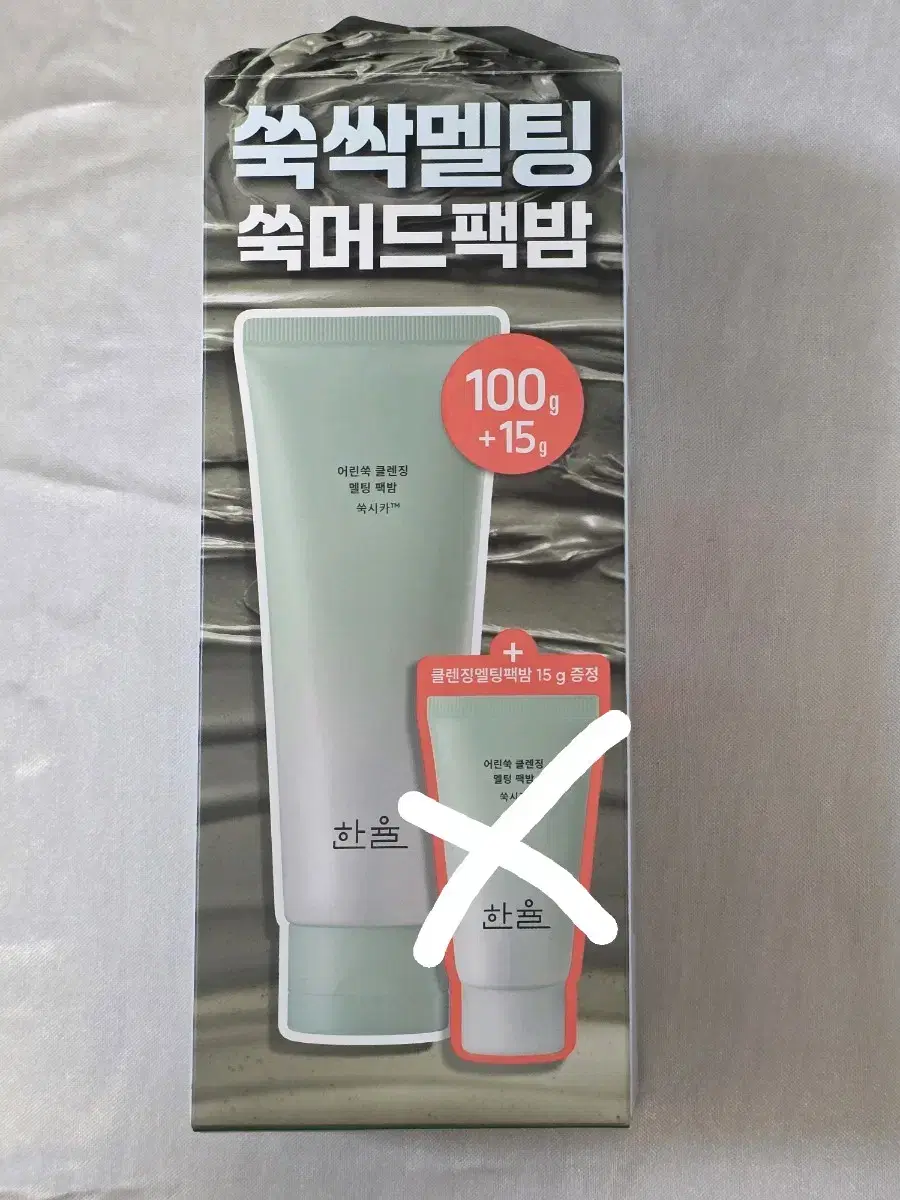 쑥싹멜팅
쑥머드팩밤
100g
+15g
어린쑥 클렌징
멜팅 팩밤
쑥시카™
한율
+
클렌징멜팅팩밤 15 g 증정
어린쑥 클렌징
멜팅 팩밤
한율